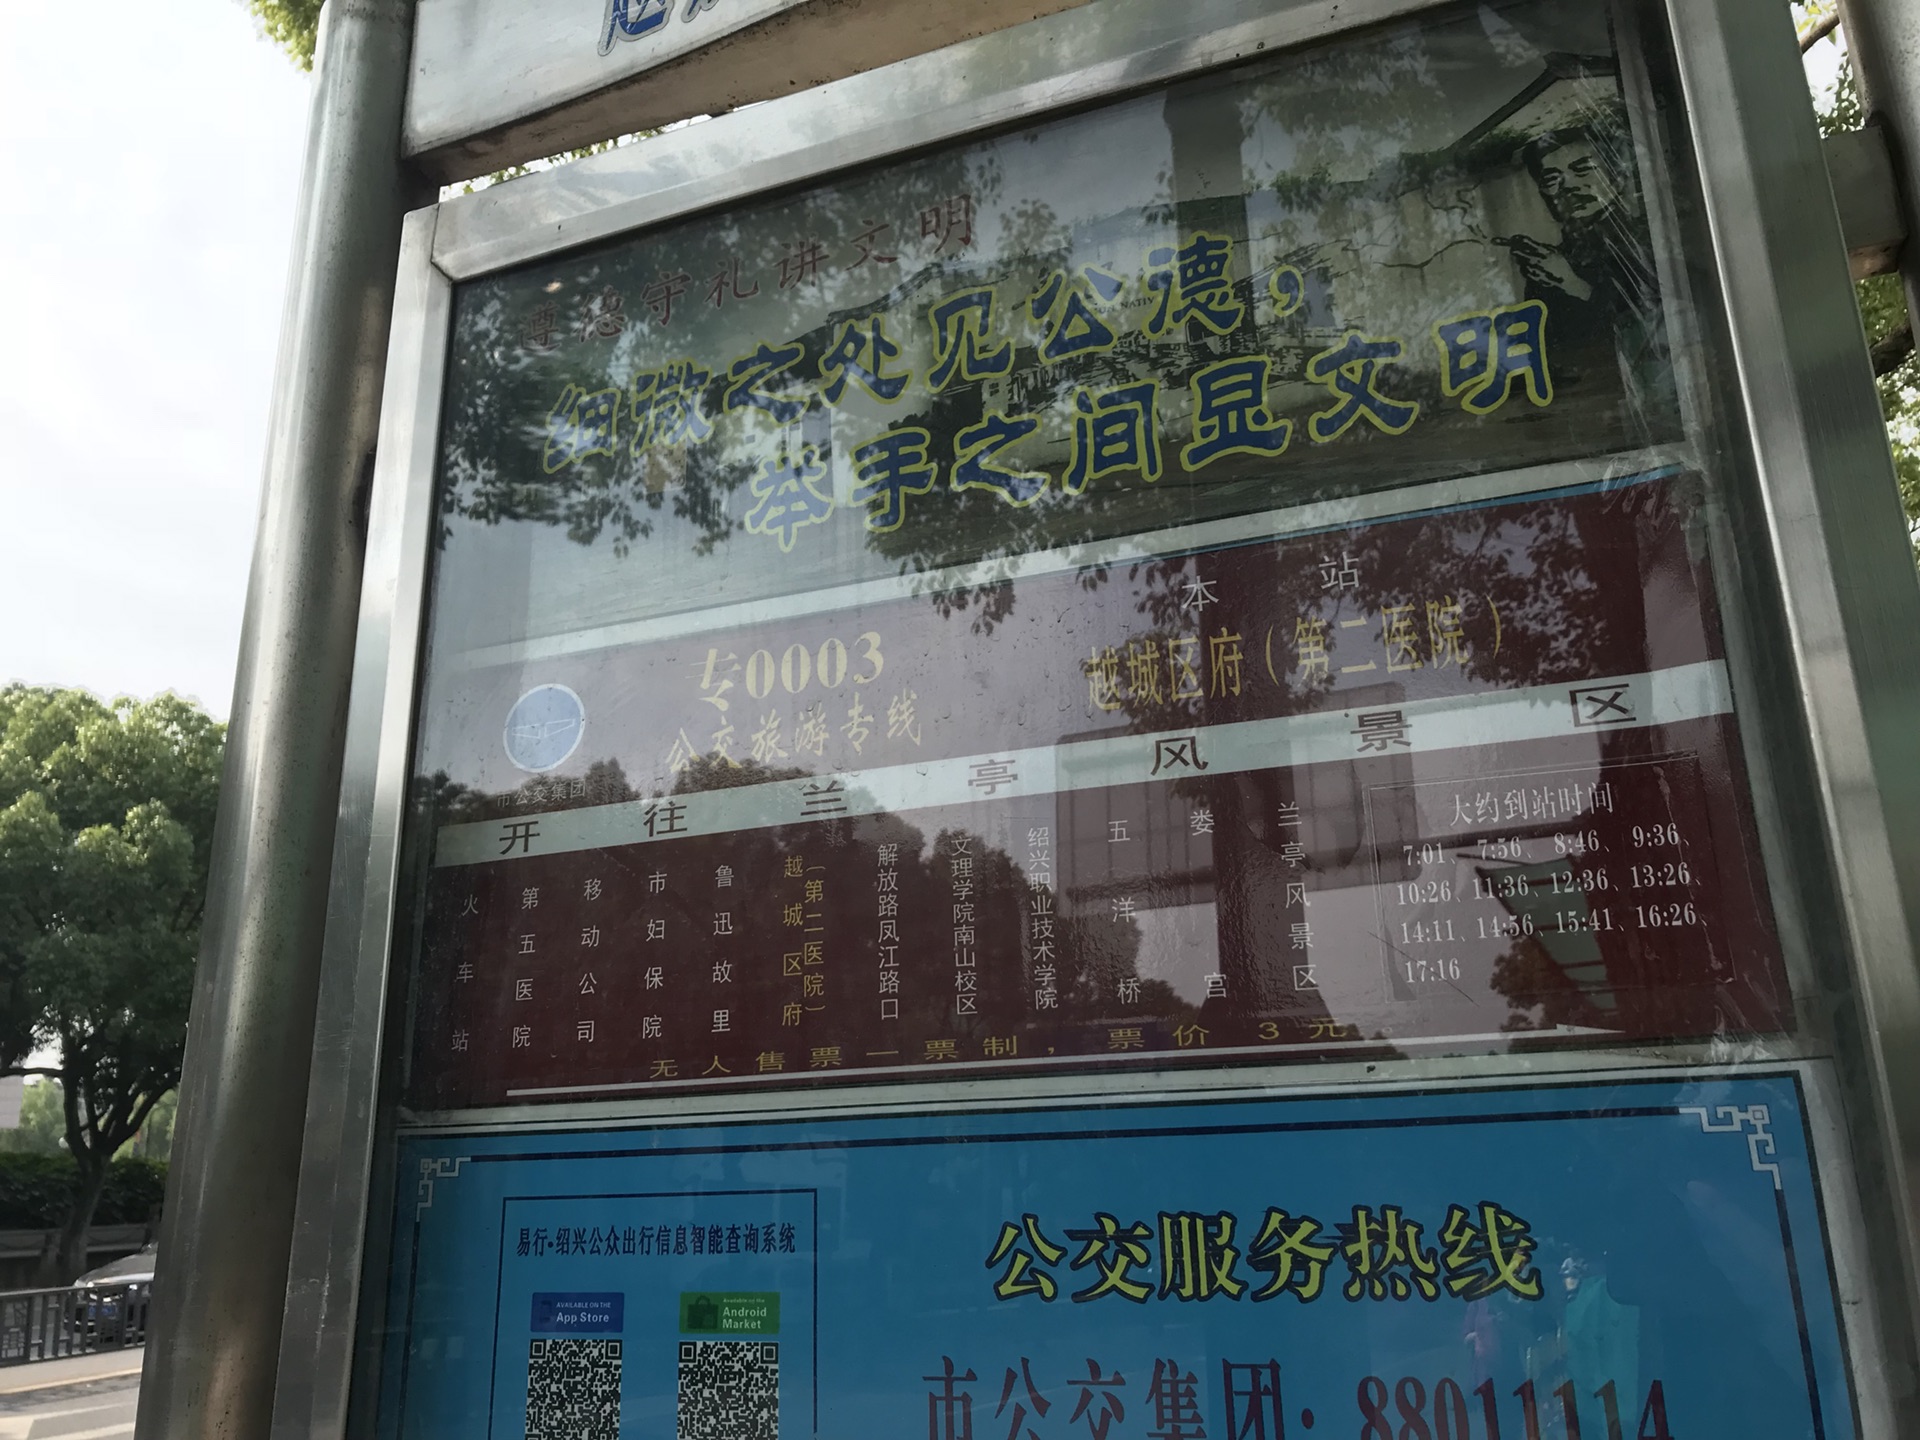 尊德守礼讲文明
细微之处见公德，
举手之间显文明
本站
专0003
越城区府（第二医院）
公交旅游专线
市公交集团
开往兰亭风景区
火车站
第五医院
移动公司
市妇保院
鲁迅故里
越城区府
（第二医院）
解放路凤江路口
文理学院南山校区
绍兴职业技术学院
五洋桥
娄宫
兰亭风景区
大约到站时间
7:01、7:56、8:46、9:36、
10:26、11:36、12:36、13:26、
14:11、14:56、15:41、16:26、
17:16
无人售票一票制，票价3元。
易行·绍兴公众出行信息智能查询系统
AVAILABLE ON THE
App Store
Available on the
Android
Market
公交服务热线
市公交集团：88011114